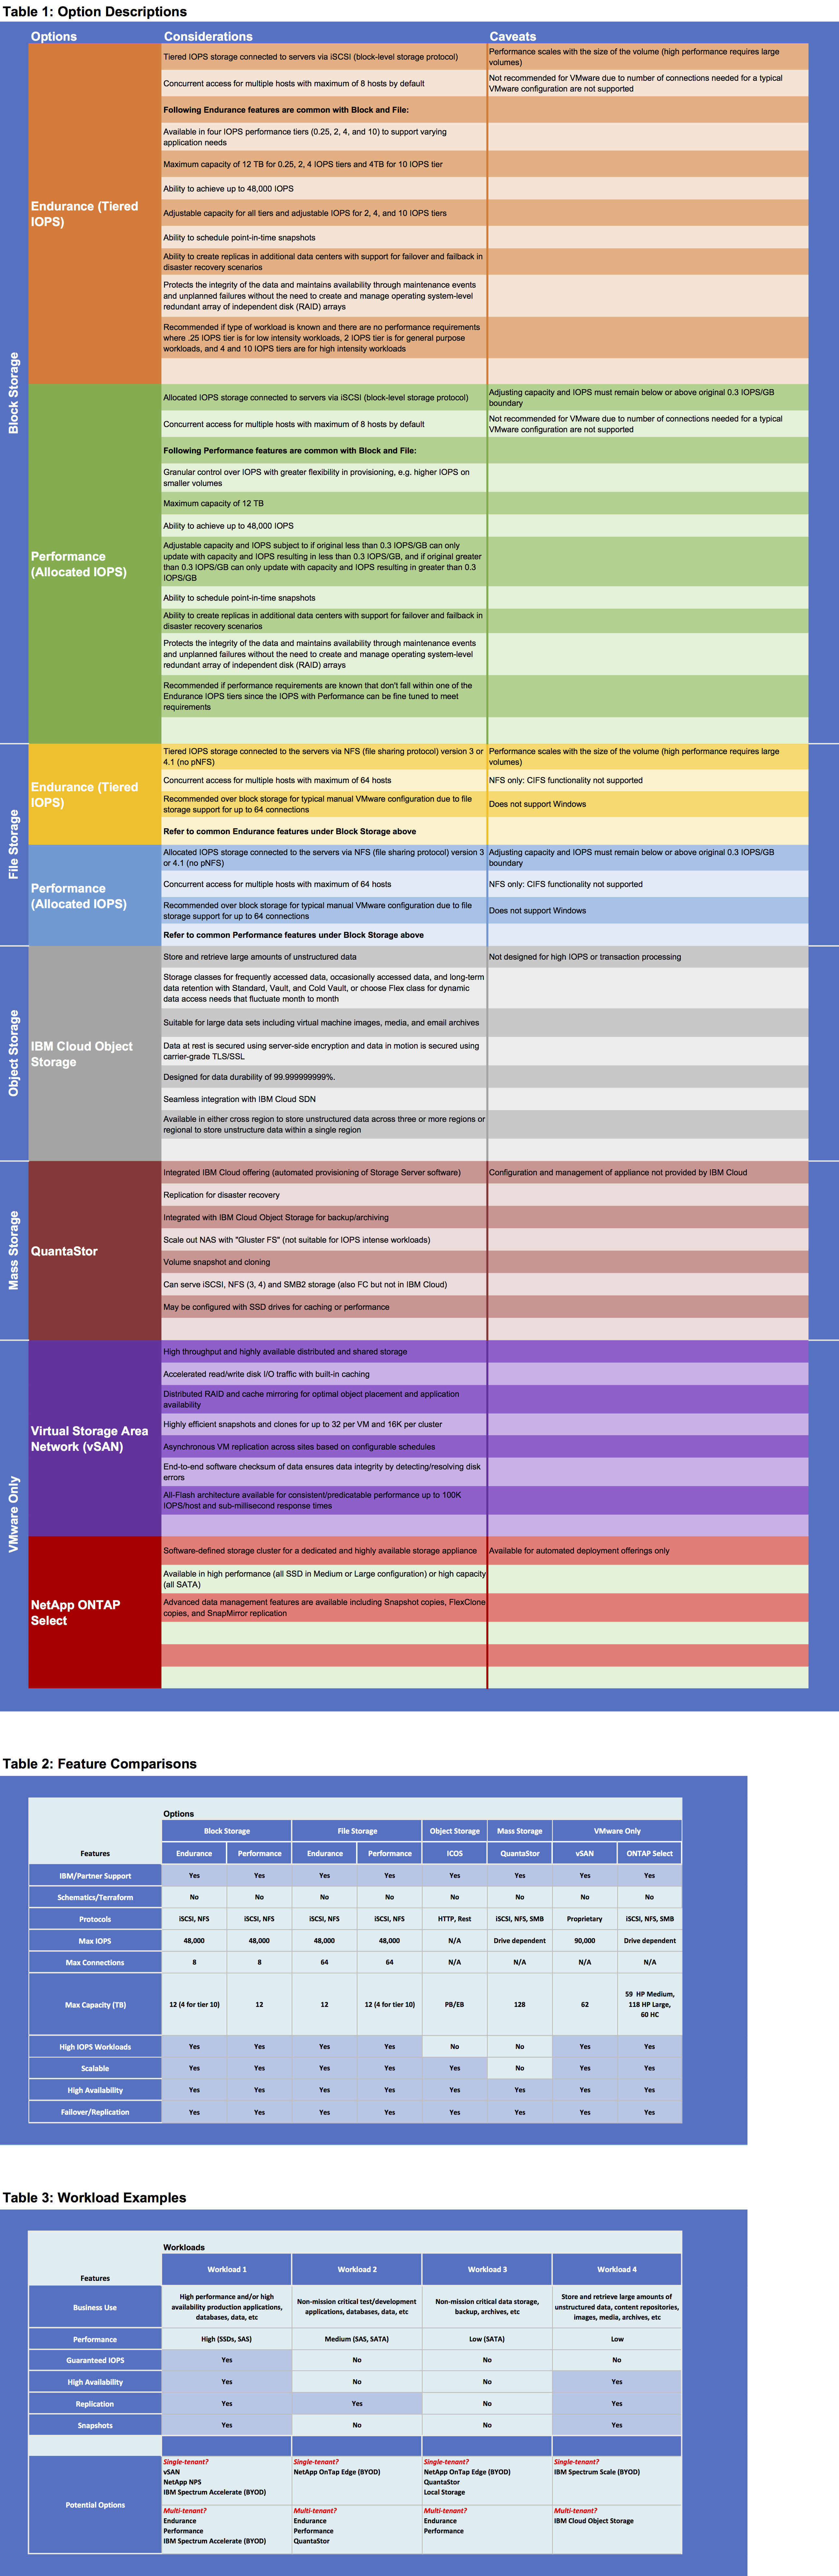 Table 1: Option Descriptions
Options
Considerations
Caveats
Block Storage
Endurance (Tiered
IOPS)
Tiered IOPS storage connected to servers via iSCSI (block-level storage protocol)
Performance scales with the size of the volume (high performance requires large
volumes)
Concurrent access for multiple hosts with maximum of 8 hosts by default
Not recommended for VMware due to number of connections needed for a typical
VMware configuration are not supported
Following Endurance features are common with Block and File:
Available in four IOPS performance tiers (0.25, 2, 4, and 10) to support varying
application needs
Maximum capacity of 12 TB for 0.25, 2, 4 IOPS tiers and 4TB for 10 IOPS tier
Ability to achieve up to 48,000 IOPS
Adjustable capacity for all tiers and adjustable IOPS for 2, 4, and 10 IOPS tiers
Ability to schedule point-in-time snapshots
Ability to create replicas in additional data centers with support for failover and failback in
disaster recovery scenarios
Protects the integrity of the data and maintains availability through maintenance events
and unplanned failures without the need to create and manage operating system-level
redundant array of independent disk (RAID) arrays
Recommended if type of workload is known and there are no performance requirements
where .25 IOPS tier is for low intensity workloads, 2 IOPS tier is for general purpose
workloads, and 4 and 10 IOPS tiers are for high intensity workloads
Performance
(Allocated IOPS)
Allocated IOPS storage connected to servers via iSCSI (block-level storage protocol)
Adjusting capacity and IOPS must remain below or above original 0.3 IOPS/GB
boundary
Concurrent access for multiple hosts with maximum of 8 hosts by default
Not recommended for VMware due to number of connections needed for a typical
VMware configuration are not supported
Following Performance features are common with Block and File:
Granular control over IOPS with greater flexibility in provisioning, e.g. higher IOPS on
smaller volumes
Maximum capacity of 12 TB
Ability to achieve up to 48,000 IOPS
Adjustable capacity and IOPS subject to if original less than 0.3 IOPS/GB can only
update with capacity and IOPS resulting in less than 0.3 IOPS/GB, and if original greater
than 0.3 IOPS/GB can only update with capacity and IOPS resulting in greater than 0.3
IOPS/GB
Ability to schedule point-in-time snapshots
Ability to create replicas in additional data centers with support for failover and failback in
disaster recovery scenarios
Protects the integrity of the data and maintains availability through maintenance events
and unplanned failures without the need to create and manage operating system-level
redundant array of independent disk (RAID) arrays
Recommended if performance requirements are known that don't fall within one of the
Endurance IOPS tiers since the IOPS with Performance can be fine tuned to meet
requirements
File Storage
Endurance (Tiered
IOPS)
Tiered IOPS storage connected to the servers via NFS (file sharing protocol) version 3 or
4.1 (no pNFS)
Performance scales with the size of the volume (high performance requires large
volumes)
Concurrent access for multiple hosts with maximum of 64 hosts
NFS only: CIFS functionality not supported
Recommended over block storage for typical manual VMware configuration due to file
storage support for up to 64 connections
Does not support Windows
Refer to common Endurance features under Block Storage above
Performance
(Allocated IOPS)
Allocated IOPS storage connected to the servers via NFS (file sharing protocol) version 3
or 4.1 (no pNFS)
Adjusting capacity and IOPS must remain below or above original 0.3 IOPS/GB
boundary
Concurrent access for multiple hosts with maximum of 64 hosts
NFS only: CIFS functionality not supported
Recommended over block storage for typical manual VMware configuration due to file
storage support for up to 64 connections
Does not support Windows
Refer to common Performance features under Block Storage above
Object Storage
IBM Cloud Object
Storage
Store and retrieve large amounts of unstructured data
Not designed for high IOPS or transaction processing
Storage classes for frequently accessed data, occasionally accessed data, and long-term
data retention with Standard, Vault, and Cold Vault, or choose Flex class for dynamic
data access needs that fluctuate month to month
Suitable for large data sets including virtual machine images, media, and email archives
Data at rest is secured using server-side encryption and data in motion is secured using
carrier-grade TLS/SSL
Designed for data durability of 99.999999999%.
Seamless integration with IBM Cloud SDN
Available in either cross region to store unstructured data across three or more regions or
regional to store unstructure data within a single region
Mass Storage
QuantaStor
Integrated IBM Cloud offering (automated provisioning of Storage Server software)
Configuration and management of appliance not provided by IBM Cloud
Replication for disaster recovery
Integrated with IBM Cloud Object Storage for backup/archiving
Scale out NAS with "Gluster FS" (not suitable for IOPS intense workloads)
Volume snapshot and cloning
Can serve iSCSI, NFS (3, 4) and SMB2 storage (also FC but not in IBM Cloud)
May be configured with SSD drives for caching or performance
VMware Only
Virtual Storage Area
Network (vSAN)
High throughput and highly available distributed and shared storage
Accelerated read/write disk I/O traffic with built-in caching
Distributed RAID and cache mirroring for optimal object placement and application
availability
Highly efficient snapshots and clones for up to 32 per VM and 16K per cluster
Asynchronous VM replication across sites based on configurable schedules
End-to-end software checksum of data ensures data integrity by detecting/resolving disk
errors
All-Flash architecture available for consistent/predicatable performance up to 100K
IOPS/host and sub-millisecond response times
NetApp ONTAP
Select
Software-defined storage cluster for a dedicated and highly available storage appliance
Available for automated deployment offerings only
Available in high performance (all SSD in Medium or Large configuration) or high capacity
(all SATA)
Advanced data management features are available including Snapshot copies, FlexClone
copies, and SnapMirror replication
Table 2: Feature Comparisons
Options
Block Storage File Storage Object Storage Mass Storage VMware Only
Features Endurance Performance Endurance Performance ICOS QuantaStor vSAN ONTAP Select
IBM/Partner Support Yes Yes Yes Yes Yes Yes Yes Yes
Schematics/Terraform No No No No No No No No
Protocols iSCSI, NFS iSCSI, NFS iSCSI, NFS iSCSI, NFS HTTP, Rest iSCSI, NFS, SMB Proprietary iSCSI, NFS, SMB
Max IOPS 48,000 48,000 48,000 48,000 N/A Drive dependent 90,000 Drive dependent
Max Connections 8 8 64 64 N/A N/A N/A N/A
Max Capacity (TB) 12 (4 for tier 10) 12 12 12 (4 for tier 10) PB/EB 128 62 59 HP Medium,
118 HP Large,
60 HC
High IOPS Workloads Yes Yes Yes Yes No No Yes Yes
Scalable Yes Yes Yes Yes Yes No Yes Yes
High Availability Yes Yes Yes Yes Yes Yes Yes Yes
Failover/Replication Yes Yes Yes Yes Yes Yes Yes Yes
Table 3: Workload Examples
Workloads
Features Workload 1 Workload 2 Workload 3 Workload 4
Business Use
High performance and/or high
availability production applications,
databases, data, etc
Non-mission critical test/development
applications, databases, data, etc
Non-mission critical data storage,
backup, archives, etc
Store and retrieve large amounts of
unstructured data, content repositories,
images, media, archives, etc
Performance High (SSDs, SAS) Medium (SAS, SATA) Low (SATA) Low
Guaranteed IOPS Yes No No No
High Availability Yes No No Yes
Replication Yes Yes No Yes
Snapshots Yes No No Yes
Potential Options
Single-tenant?
vSAN
NetApp NPS
IBM Spectrum Accelerate (BYOD)
Single-tenant?
NetApp OnTap Edge (BYOD)
Single-tenant?
NetApp OnTap Edge (BYOD)
QuantaStor
Local Storage
Single-tenant?
IBM Spectrum Scale (BYOD)
Multi-tenant?
Endurance
Performance
IBM Spectrum Accelerate (BYOD)
Multi-tenant?
Endurance
Performance
QuantaStor
Multi-tenant?
Endurance
Performance
Multi-tenant?
IBM Cloud Object Storage